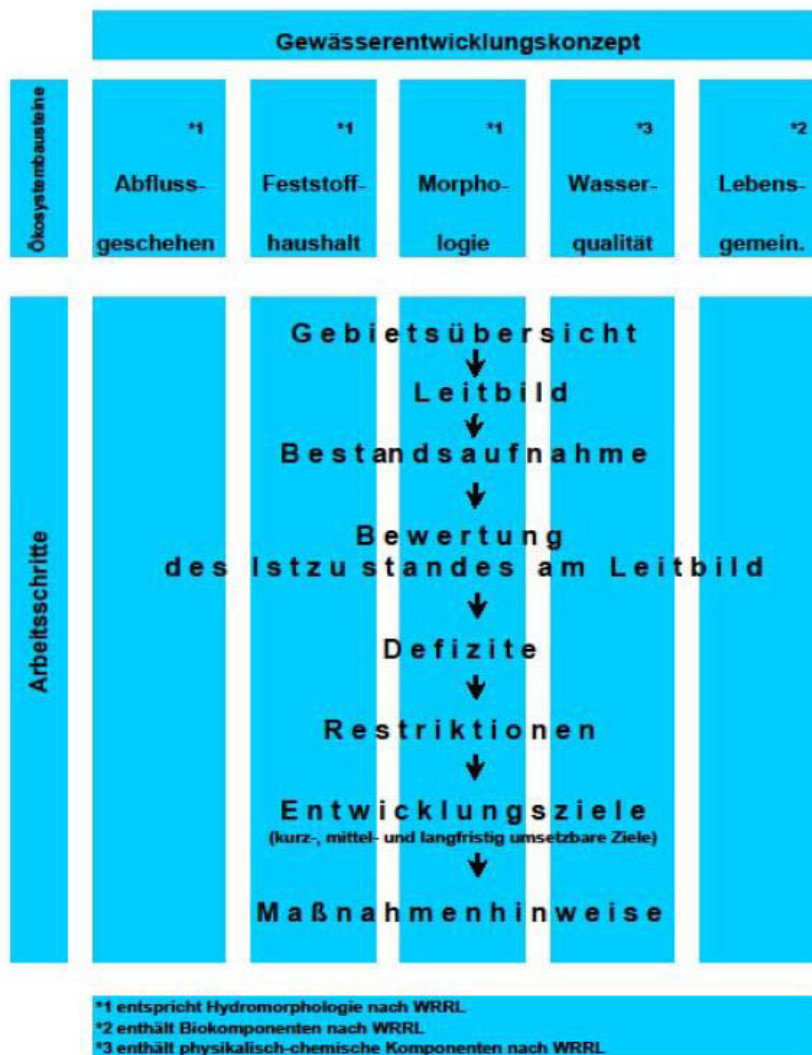 Gewässerentwicklungskonzept
Ökosystembausteine
*1
Abfluss-
geschehen
*1
Feststoff-
haushalt
*1
Morpho-
logie
*3
Wasser-
qualität
*2
Lebens-
gemein.
Arbeitsschritte
Gebietsübersicht
Leitbild
Bestandsaufnahme
Bewertung
des Istzustandes am Leitbild
Defizite
Restriktionen
Entwicklungsziele
(kurz-, mittel- und langfristig umsetzbare Ziele)
Maßnahmenhinweise
*1 entspricht Hydromorphologie nach WRRL
*2 enthält Biokomponenten nach WRRL
*3 enthält physikalisch-chemische Komponenten nach WRRL